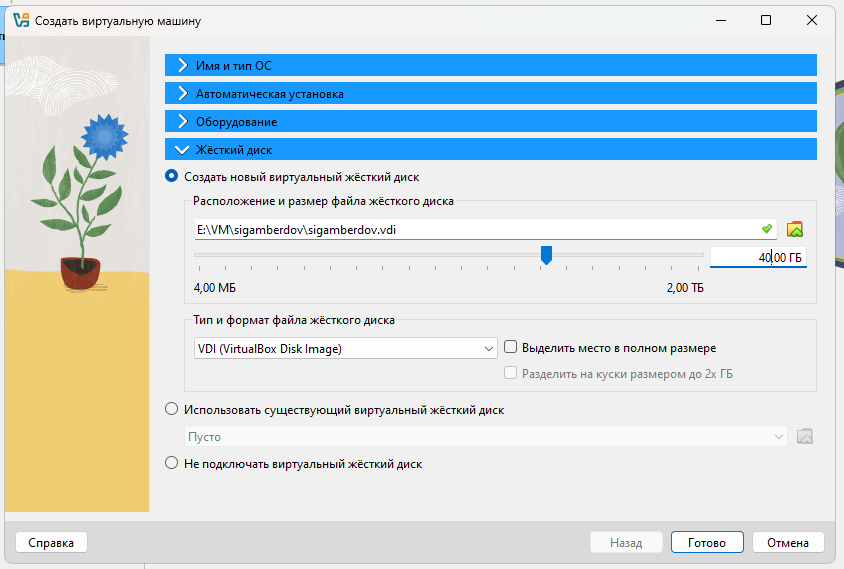 Создать виртуальную машину
Имя и тип ОС
Автоматическая установка
Оборудование
Жёсткий диск
Создать новый виртуальный жёсткий диск
Расположение и размер файла жёсткого диска
E:\VM\sigamberdov\sigamberdov.vdi
40,00 ГБ
4,00 МБ
2,00 ТБ
Тип и формат файла жёсткого диска
VDI (VirtualBox Disk Image)
Выделить место в полном размере
Разделить на куски размером до 2х ГБ
Использовать существующий виртуальный жёсткий диск
Пусто
Не подключать виртуальный жёсткий диск
Справка
Назад
Готово
Отмена